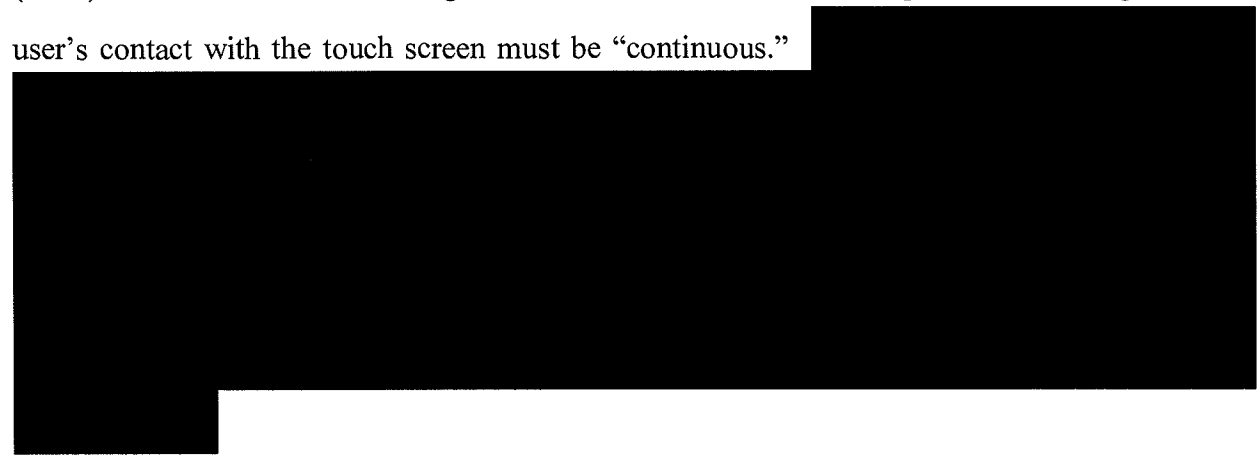 user’s contact with the touch screen must be “continuous.”